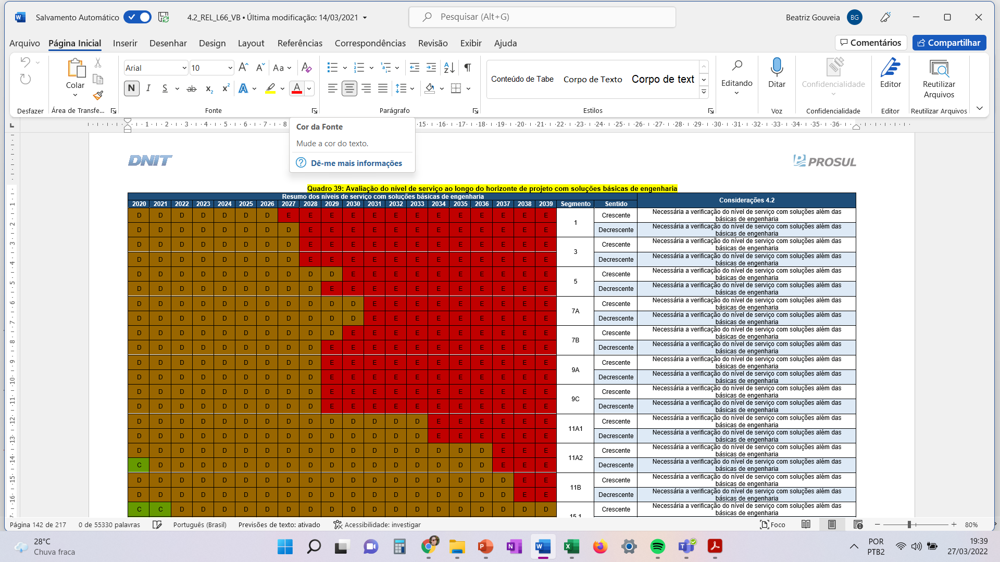 Salvamento Automático
4.2_REL_L66_VB • Última modificação: 14/03/2021
Pesquisar (Alt+G)
Beatriz Gouveia
BG
Arquivo Página Inicial Inserir Desenhar Design Layout Referências Correspondências Revisão Exibir Ajuda
Comentários
Compartilhar
Arial
10
Colar
Conteúdo de Tabe
Corpo de Texto
Corpo de text
Editando
Ditar
Confidencialidade
Editor
Reutilizar Arquivos
Desfazer
Área de Transfe...
Fonte
Parágrafo
Estilos
Voz
Confidencialidade
Editor
Reutilizar Arquivos
Cor da Fonte
Mude a cor do texto.
Dê-me mais informações
DNIT
PROSUL
Quadro 39: Avaliação do nível de serviço ao longo do horizonte de projeto com soluções básicas de engenharia
Resumo dos níveis de serviço com soluções básicas de engenharia
Considerações 4.2
2020 2021 2022 2023 2024 2025 2026 2027 2028 2029 2030 2031 2032 2033 2034 2035 2036 2037 2038 2039 Segmento Sentido
D D D D D D D E E E E E E E E E E E E E 1 Crescente Necessária a verificação do nível de serviço com soluções além das básicas de engenharia
D D D D D D D D E E E E E E E E E E E E Decrescente Necessária a verificação do nível de serviço com soluções além das básicas de engenharia
D D D D D D D D E E E E E E E E E E E E 3 Crescente Necessária a verificação do nível de serviço com soluções além das básicas de engenharia
D D D D D D D D E E E E E E E E E E E E Decrescente Necessária a verificação do nível de serviço com soluções além das básicas de engenharia
D D D D D D D D D D E E E E E E E E E E 5 Crescente Necessária a verificação do nível de serviço com soluções além das básicas de engenharia
D D D D D D D D D E E E E E E E E E E E Decrescente Necessária a verificação do nível de serviço com soluções além das básicas de engenharia
D D D D D D D D D D D E E E E E E E E E 7A Crescente Necessária a verificação do nível de serviço com soluções além das básicas de engenharia
D D D D D D D D D D D E E E E E E E E E Decrescente Necessária a verificação do nível de serviço com soluções além das básicas de engenharia
D D D D D D D D D D E E E E E E E E E E 7B Crescente Necessária a verificação do nível de serviço com soluções além das básicas de engenharia
D D D D D D D D D E E E E E E E E E E E Decrescente Necessária a verificação do nível de serviço com soluções além das básicas de engenharia
D D D D D D D D D E E E E E E E E E E E 9A Crescente Necessária a verificação do nível de serviço com soluções além das básicas de engenharia
D D D D D D D D D E E E E E E E E E E E Decrescente Necessária a verificação do nível de serviço com soluções além das básicas de engenharia
D D D D D D D D D E E E E E E E E E E E 9C Crescente Necessária a verificação do nível de serviço com soluções além das básicas de engenharia
D D D D D D D D D E E E E E E E E E E E Decrescente Necessária a verificação do nível de serviço com soluções além das básicas de engenharia
D D D D D D D D D D D D D D E E E E E E 11A1 Crescente Necessária a verificação do nível de serviço com soluções além das básicas de engenharia
D D D D D D D D D D D D D D E E E E E E Decrescente Necessária a verificação do nível de serviço com soluções além das básicas de engenharia
D D D D D D D D D D D D D D D D D E E E 11A2 Crescente Necessária a verificação do nível de serviço com soluções além das básicas de engenharia
C D D D D D D D D D D D D D D D D E E E Decrescente Necessária a verificação do nível de serviço com soluções além das básicas de engenharia
D D D D D D D D D D D D D D D D D D E E 11B Crescente Necessária a verificação do nível de serviço com soluções além das básicas de engenharia
D D D D D D D D D D D D D D D D D D E E Decrescente Necessária a verificação do nível de serviço com soluções além das básicas de engenharia
C C D D D D D D D D D D D D D D D D D D 15.1 Crescente Necessária a verificação do nível de serviço com soluções além das básicas de engenharia
Página 142 de 217 0 de 55330 palavras Português (Brasil) Previsões de texto: ativado Acessibilidade: investigar Foco 80%
28°C
Chuva fraca
POR
PTB2
19:39
27/03/2022